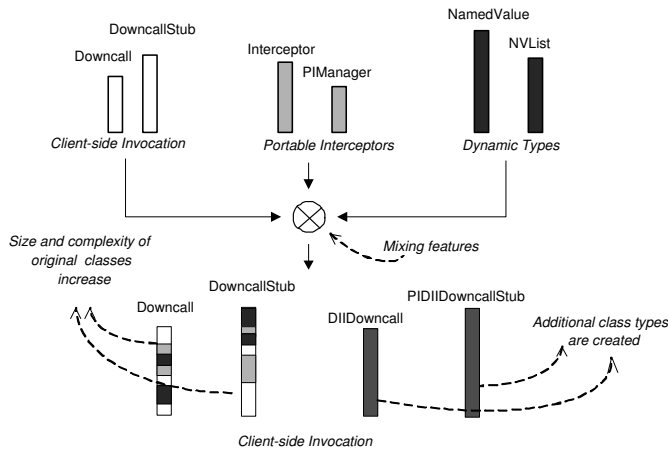 NamedValue
DowncallStub
Downcall
Interceptor
PIManager
NVList
Client-side Invocation
Portable Interceptors
Dynamic Types
Size and complexity of
original classes
increase
Mixing features
Downcall
DowncallStub
DIIDowncall
PIDIIDowncallStub
Additional class types
are created
Client-side Invocation